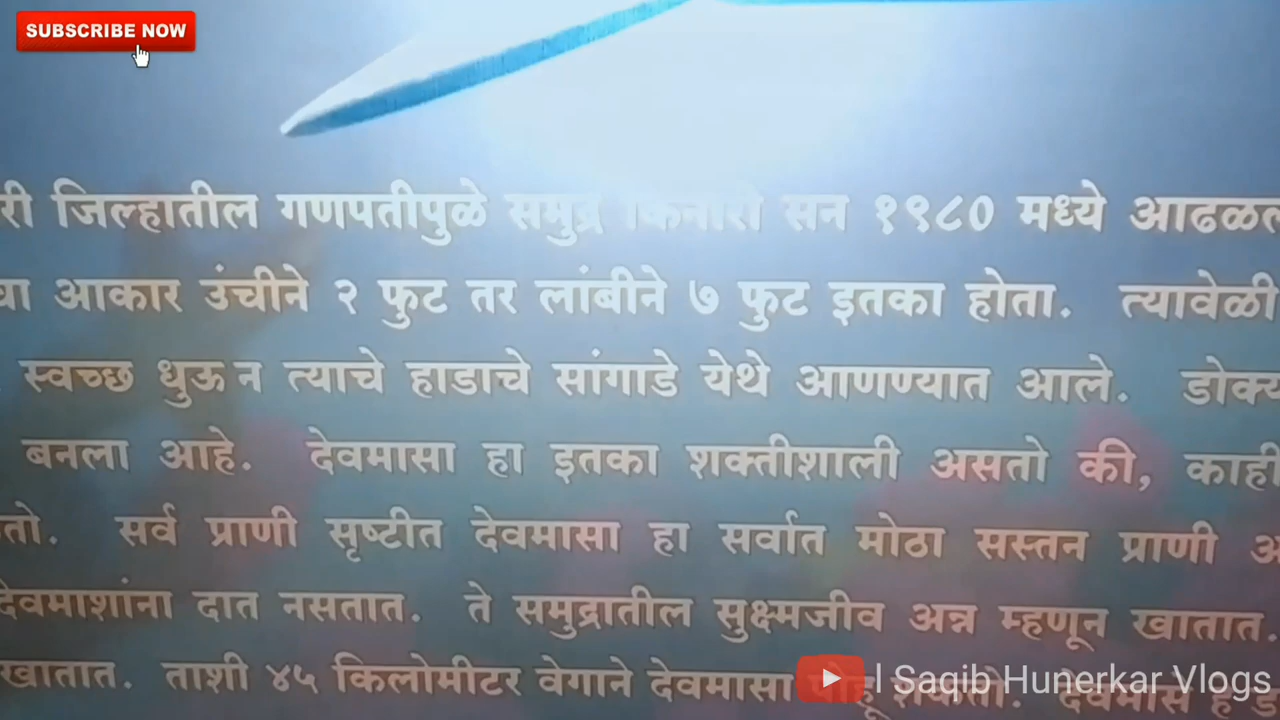 SUBSCRIBE NOW
री जिल्हातील गणपतीपुळे समुद्र किनारी सन १९८० मध्ये
आकार उंचीने २ फुट तर लांबीने ७ फुट इतका होता. त्यावेळी
स्वच्छ धुऊन त्याचे हाडाचे सांगाडे येथे आणण्यात आले.
बनला आहे. देवमासा हा इतका शक्तीशाली असतो की, काही
सर्व प्राणी सृष्टीत देवमासा हा सर्वात मोठा सस्तन प्राणी
देवमाशांना दात नसतात. ते समुद्रातील सुक्ष्मजीव अन्न म्हणून खातात.
खातात. ताशी ४५ किलोमीटर वेगाने देवमासा
l Saqib Hunerkar Vlogs